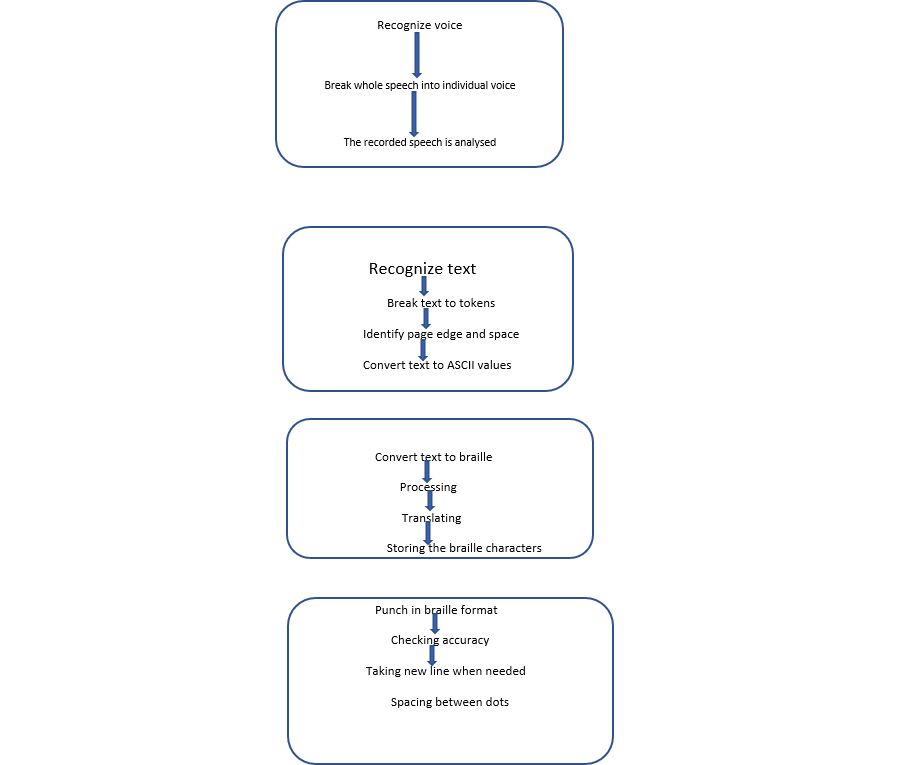 Recognize voice
Break whole speech into individual voice
The recorded speech is analysed
Recognize text
Break text to tokens
Identify page edge and space
Convert text to ASCII values
Convert text to braille
Processing
Translating
Storing the braille characters
Punch in braille format
Checking accuracy
Taking new line when needed
Spacing between dots